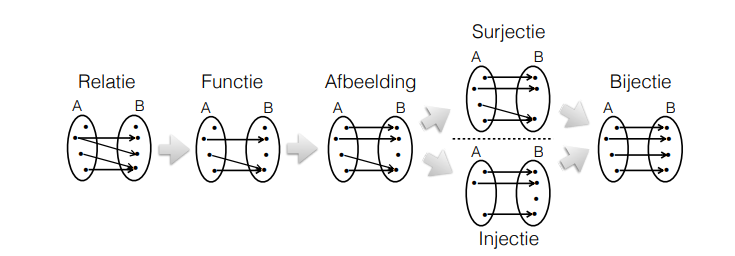 Relatie
A B
Functie
A B
Afbeelding
A B
Surjectie
A B
A B
Injectie
Bijectie
A B